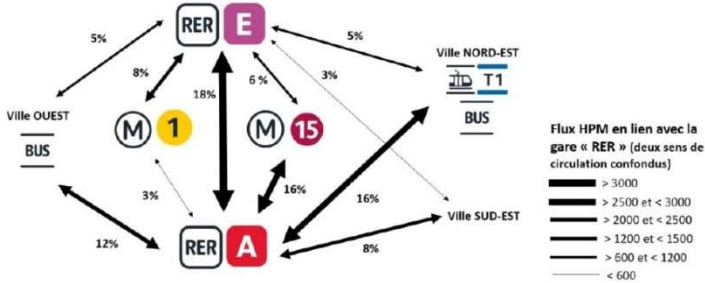 RER E
5%
5%
Ville NORD-EST
T1
BUS
8%
18%
6 %
3%
Ville OUEST
BUS
M 1
M 15
Flux HPM en lien avec la
gare « RER » (deux sens de
circulation confondus)
> 3000
> 2500 et < 3000
> 2000 et < 2500
> 1200 et < 1500
> 600 et < 1200
< 600
3%
16%
16%
Ville SUD-EST
12%
RER A
8%